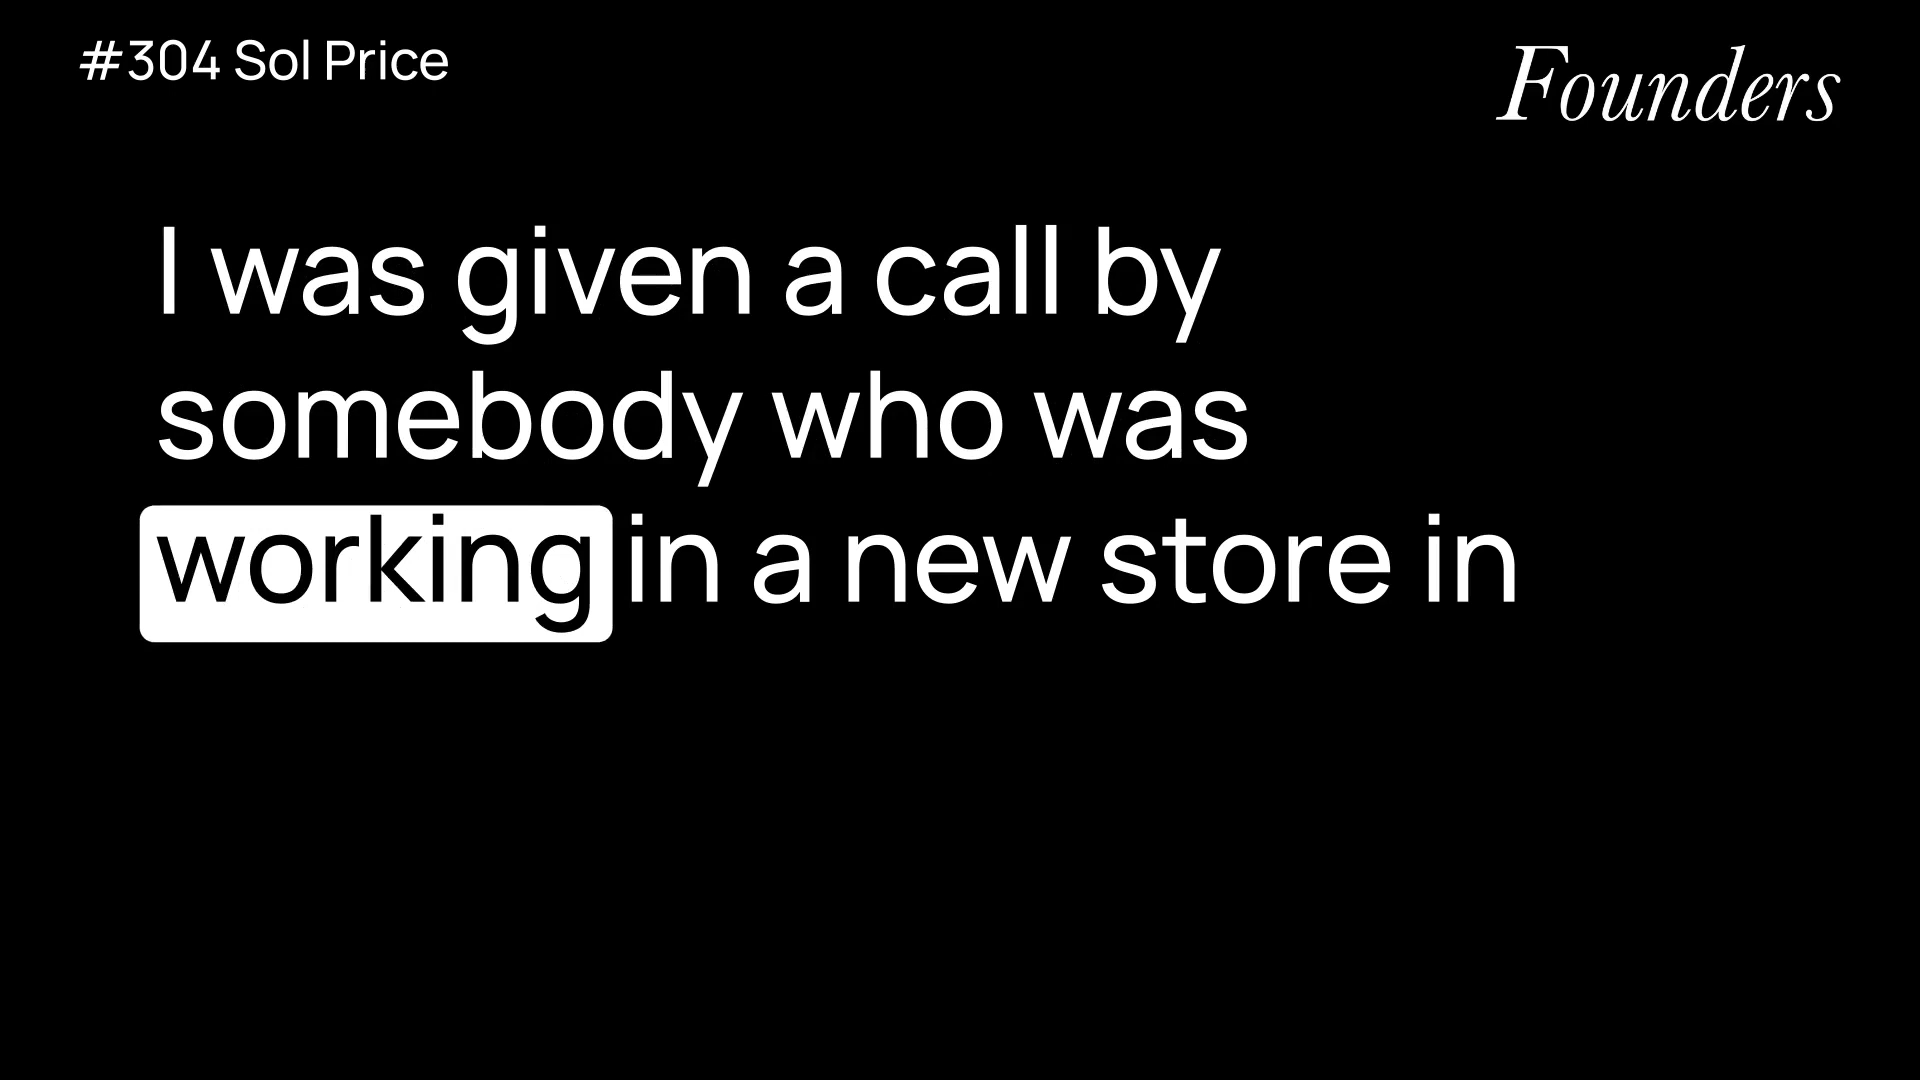 #304 Sol Price
Founders
I was given a call by
somebody who was
working in a new store in